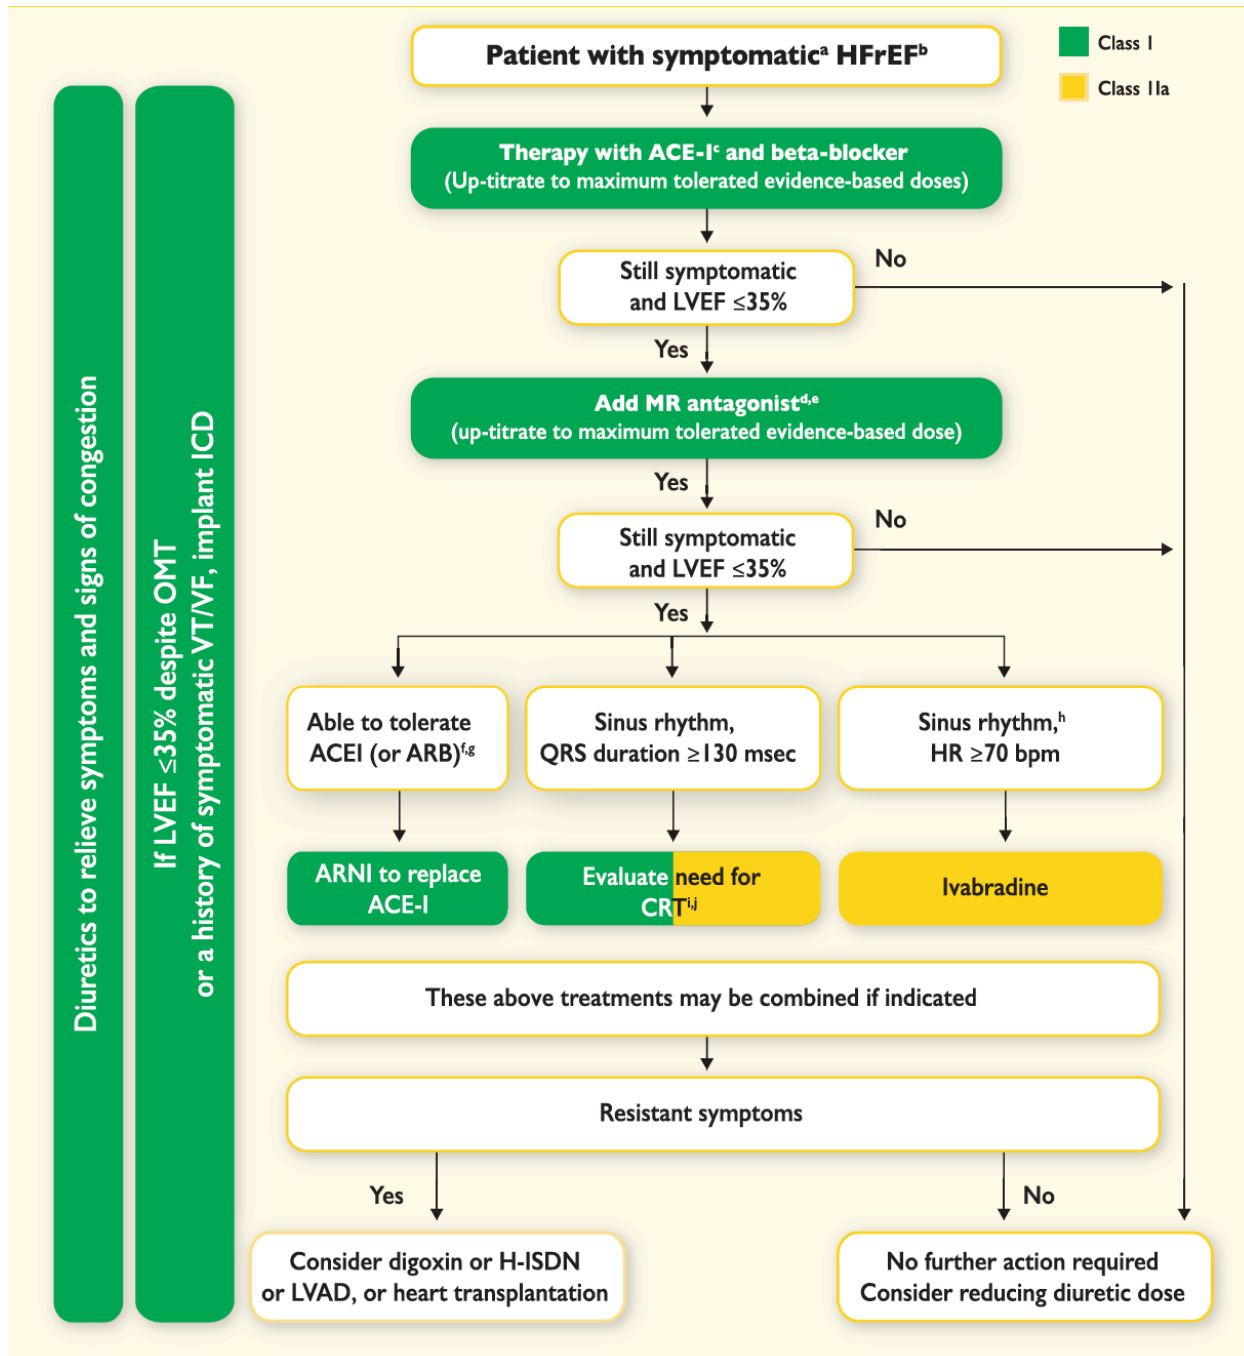 Patient with symptomaticᵃ HFrEFᵇ
Class I
Class IIa
Therapy with ACE-Iᶜ and beta-blocker
(Up-titrate to maximum tolerated evidence-based doses)
Still symptomatic
and LVEF ≤35%
No
Yes
Add MR antagonistᵈ,ᵉ
(up-titrate to maximum tolerated evidence-based dose)
Yes
Still symptomatic
and LVEF ≤35%
No
Yes
Able to tolerate
ACEI (or ARB)ᶠ,ᵍ
Sinus rhythm,
QRS duration ≥130 msec
Sinus rhythm,ʰ
HR ≥70 bpm
ARNI to replace
ACE-I
Evaluate need for
CRTⁱ,ʲ
Ivabradine
These above treatments may be combined if indicated
Resistant symptoms
Yes
No
Consider digoxin or H-ISDN
or LVAD, or heart transplantation
No further action required
Consider reducing diuretic dose
Diuretics to relieve symptoms and signs of congestion
If LVEF ≤35% despite OMT
or a history of symptomatic VT/VF, implant ICD